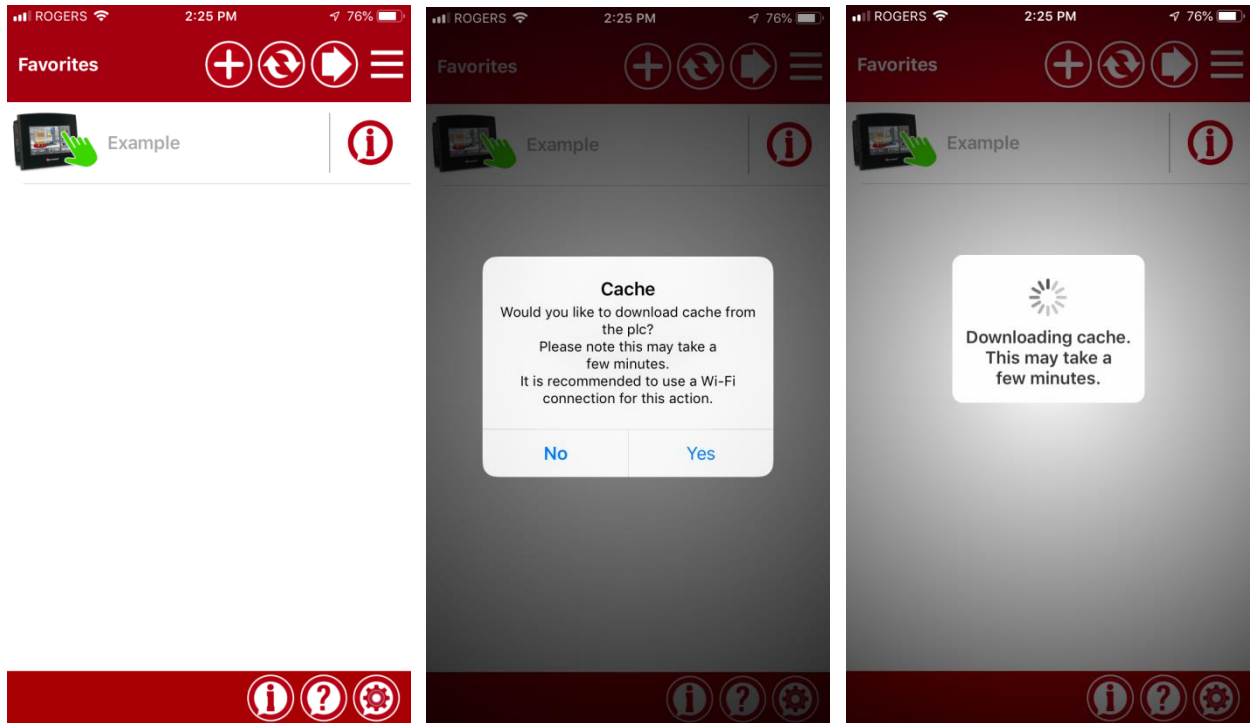 ROGERS 2:25 PM 76%
Favorites
Example
ROGERS 2:25 PM 76%
Favorites
Example
Cache
Would you like to download cache from
the plc?
Please note this may take a
few minutes.
It is recommended to use a Wi-Fi
connection for this action.
No Yes
ROGERS 2:25 PM 76%
Favorites
Example
Downloading cache.
This may take a
few minutes.